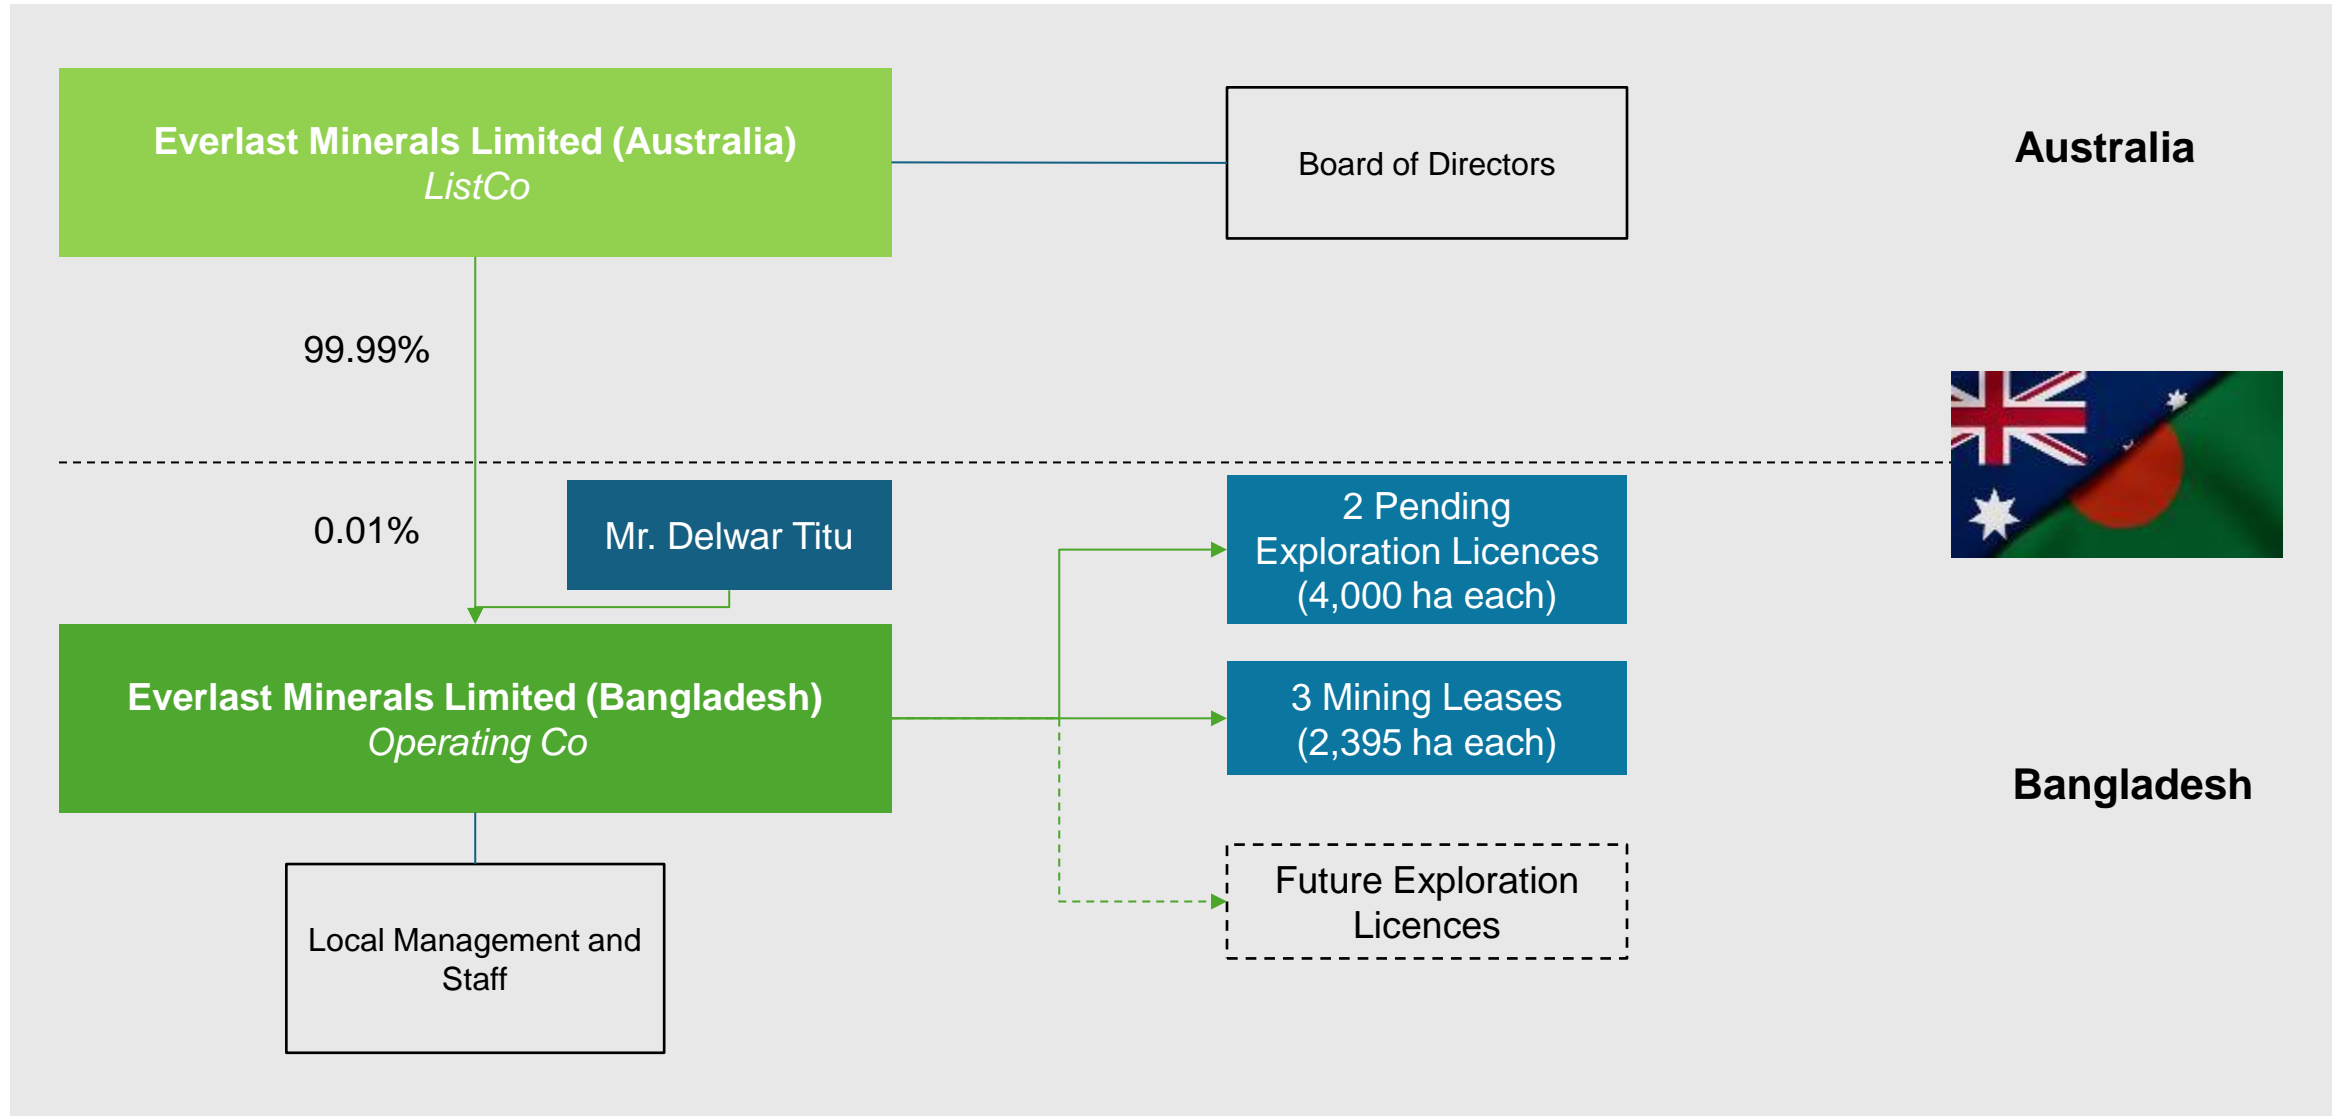 Everlast Minerals Limited (Australia)
ListCo
Board of Directors
Australia
99.99%
0.01%
Mr. Delwar Titu
2 Pending
Exploration Licences
(4,000 ha each)
Everlast Minerals Limited (Bangladesh)
Operating Co
3 Mining Leases
(2,395 ha each)
Bangladesh
Future Exploration
Licences
Local Management and
Staff